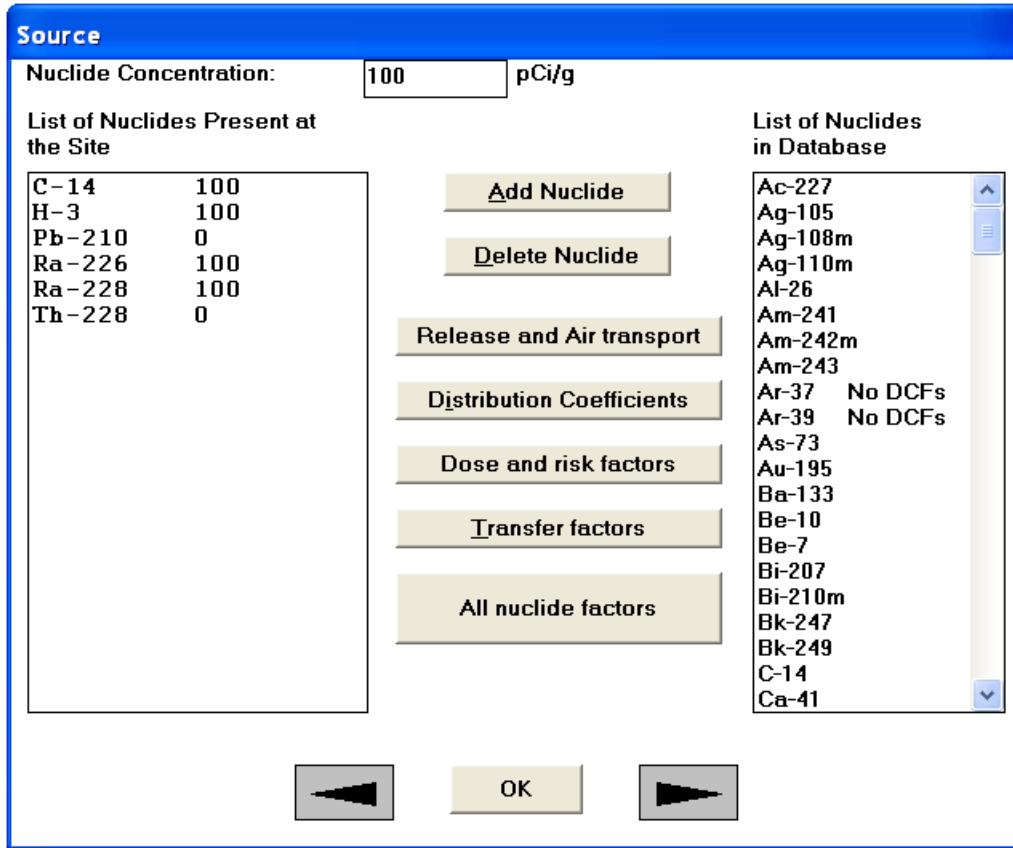 Source
Nuclide Concentration: 100 pCi/g
List of Nuclides Present at
the Site
C-14 100
H-3 100
Pb-210 0
Ra-226 100
Ra-228 100
Th-228 0
Add Nuclide
Delete Nuclide
Release and Air transport
Distribution Coefficients
Dose and risk factors
Transfer factors
All nuclide factors
List of Nuclides
in Database
Ac-227
Ag-105
Ag-108m
Ag-110m
Al-26
Am-241
Am-242m
Am-243
Ar-37 No DCFs
Ar-39 No DCFs
As-73
Au-195
Ba-133
Be-10
Be-7
Bi-207
Bi-210m
Bk-247
Bk-249
C-14
Ca-41
OK